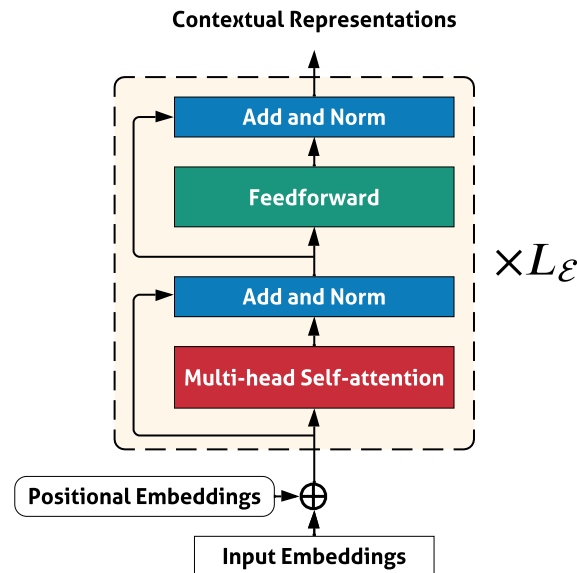 Contextual Representations
Add and Norm
Feedforward
×L_ℰ
Add and Norm
Multi-head Self-attention
Positional Embeddings
Input Embeddings